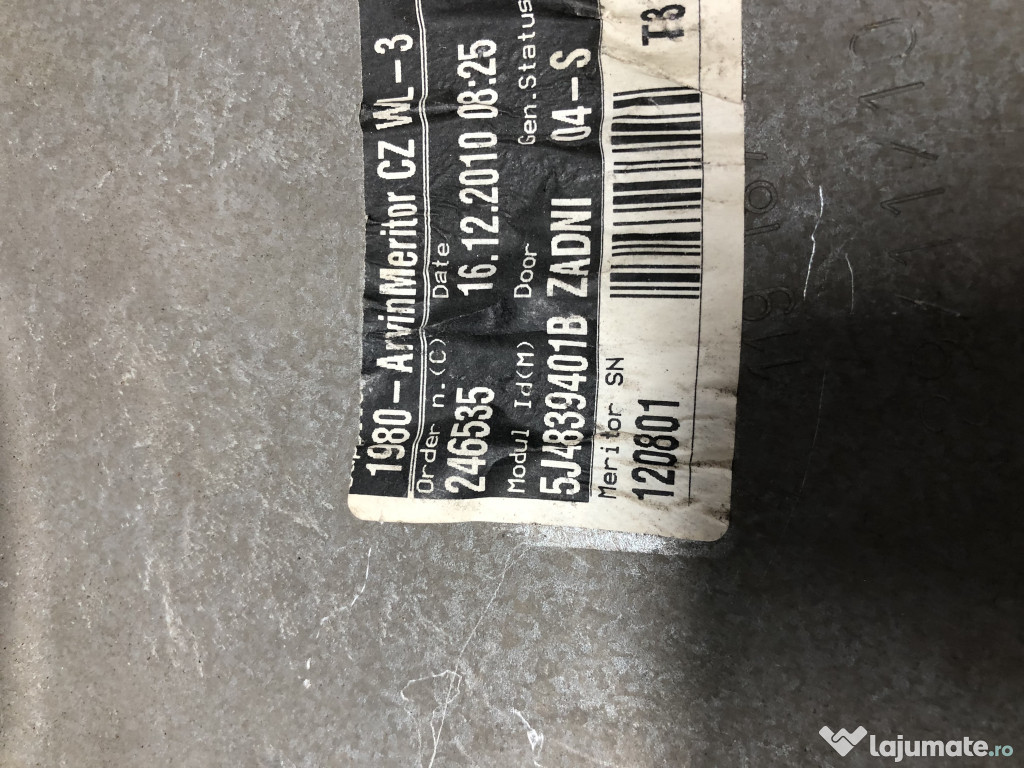 1980-ArvinMeritor CZ WL-3
Order n.(C) Date
246535 16.12.2010 08:25
Modul Id(M) Door Gen.Status
5J4839401B ZADNI 04-S
Meritor SN
120801 T3
lajumate.ro